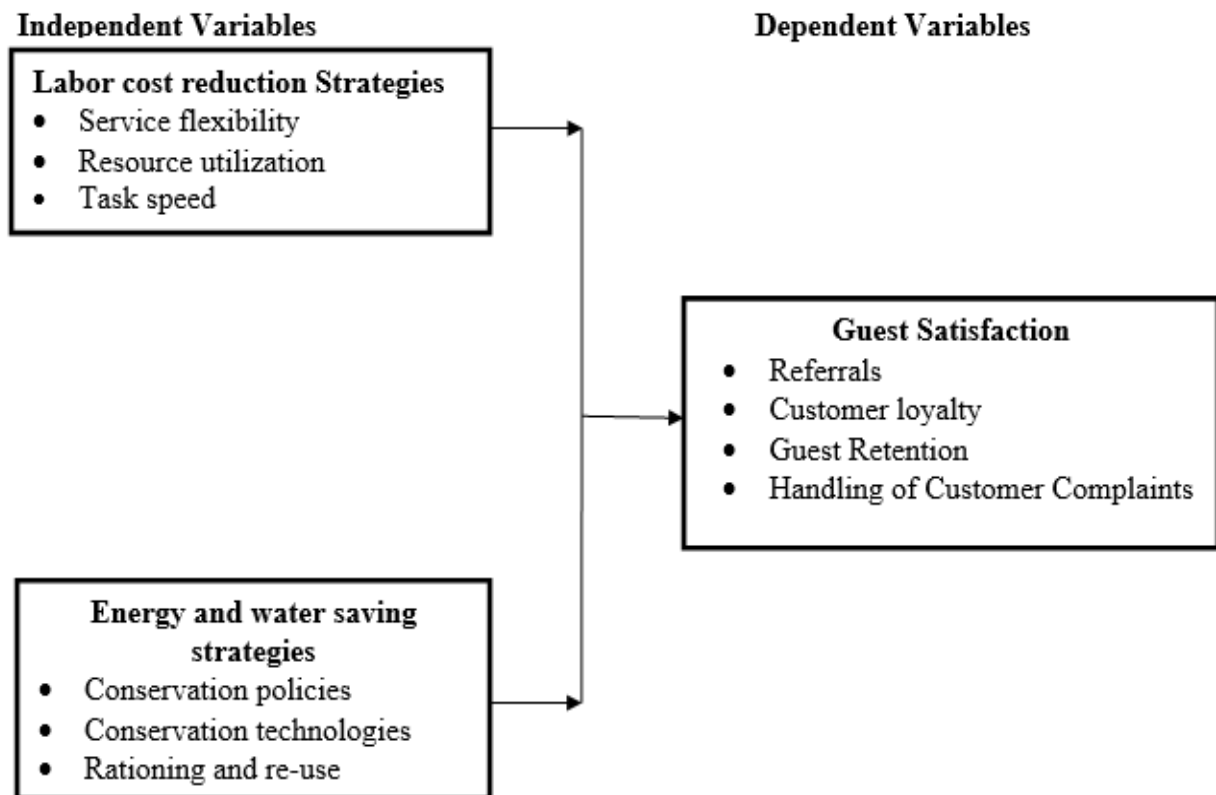 Independent Variables
Dependent Variables
Labor cost reduction Strategies
• Service flexibility
• Resource utilization
• Task speed
Guest Satisfaction
• Referrals
• Customer loyalty
• Guest Retention
• Handling of Customer Complaints
Energy and water saving
strategies
• Conservation policies
• Conservation technologies
• Rationing and re-use